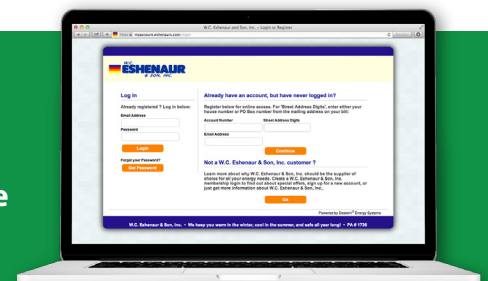 W.C. Eshenaur and Son, Inc. – Login or Register
myaccount.eshenaur.com
W.C.
ESHENAUR
& SON, INC.
Log In
Already registered ? Log in below:
Email Address
Password
Login
Forgot your Password?
Get Password
Already have an account, but have never logged in?
Register below for online access. For 'Street Address Digits', enter either your
house number or PO Box number from the mailing address on your bill:
Account Number Street Address Digits
Email Address
Continue
Not a W.C. Eshenaur & Son, Inc. customer ?
Learn more about why W.C. Eshenaur & Son, Inc. should be the supplier of
choice for all your energy needs. Create a W.C. Eshenaur & Son, Inc.
membership login to find out about special offers, sign up for a new account, or
just get more information about W.C. Eshenaur & Son, Inc..
Go
Powered by Droplet® Energy Systems
W.C. Eshenaur & Son, Inc. • We keep you warm in the winter, cool in the summer, and safe all year long! • PA # 1736
e